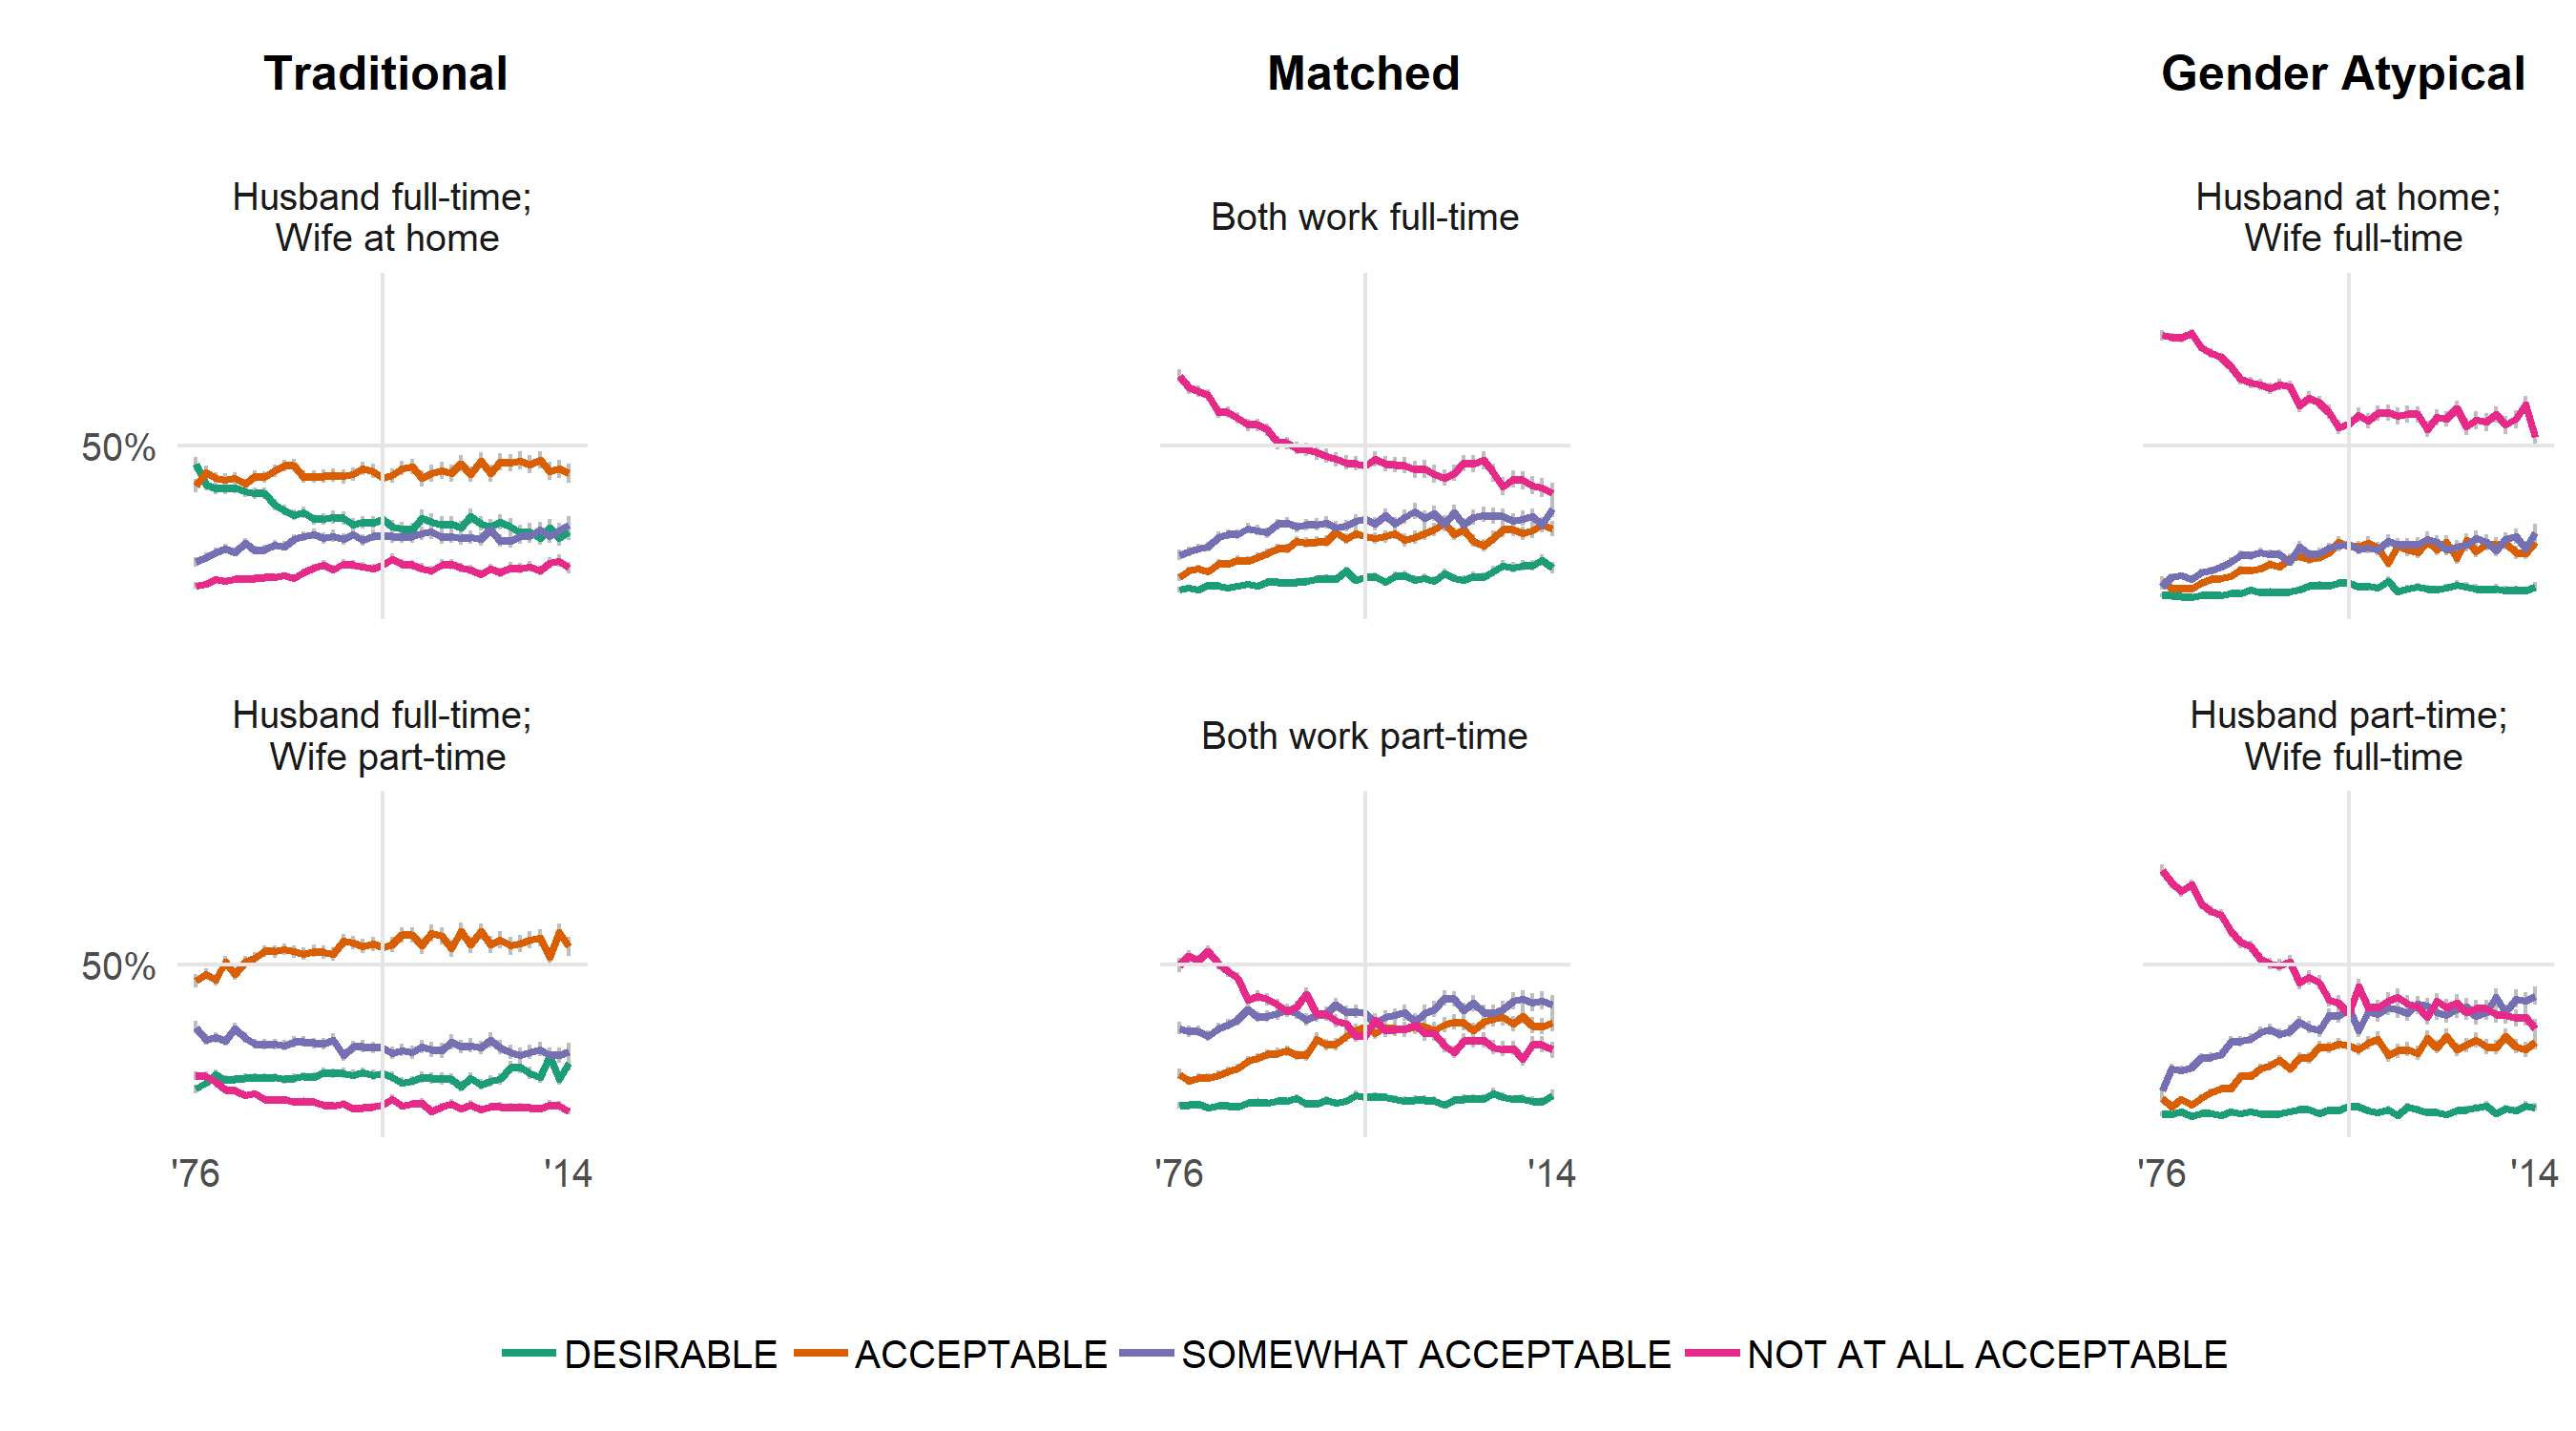 Traditional
Matched
Gender Atypical
Husband full-time;
Wife at home
Both work full-time
Husband at home;
Wife full-time
50%
Husband full-time;
Wife part-time
Both work part-time
Husband part-time;
Wife full-time
50%
'76
'14
'76
'14
'76
'14
DESIRABLE ACCEPTABLE SOMEWHAT ACCEPTABLE NOT AT ALL ACCEPTABLE